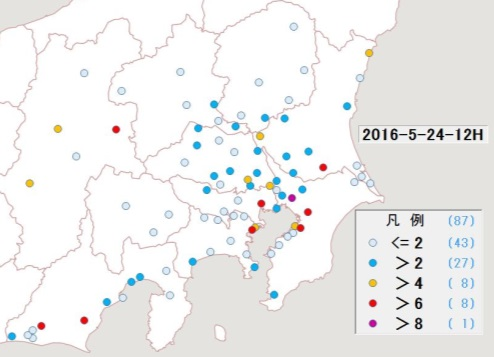 2016-5-24-12H
凡 例 (87)
<= 2 (43)
> 2 (27)
> 4 ( 8)
> 6 ( 8)
> 8 ( 1)